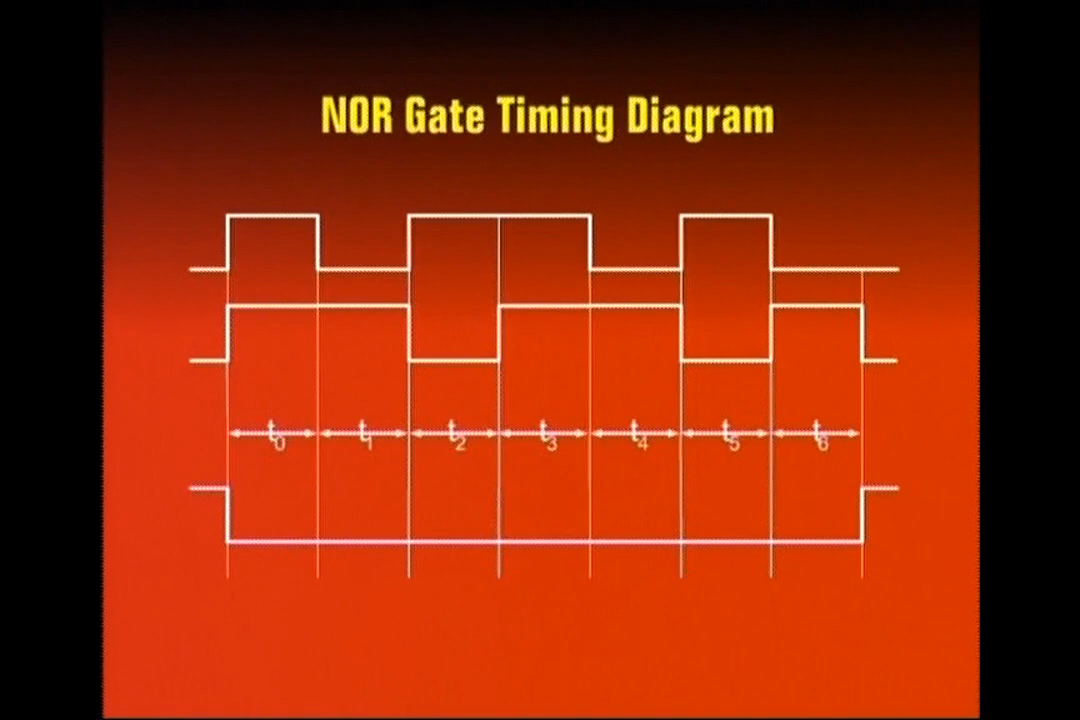 NOR Gate Timing Diagram
t₀ t₁ t₂ t₃ t₄ t₅ t₆